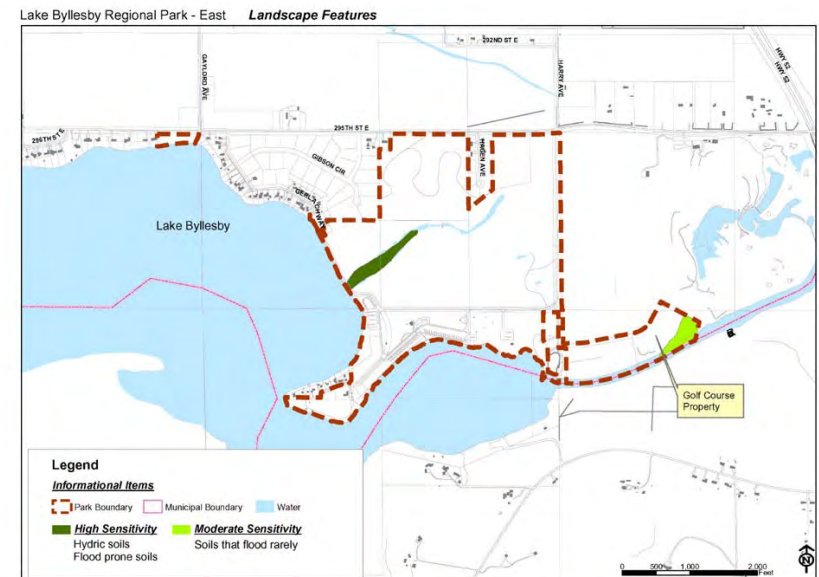 Lake Byllesby Regional Park - East Landscape Features
292ND ST E
HWY 52
HWY 52
GAYLORD AVE
HARRY AVE
295TH ST E
296TH ST E
HAGEN AVE
GIBSON CIR
GERLACH WAY
Lake Byllesby
Golf Course
Property
Legend
Informational Items
Park Boundary Municipal Boundary Water
High Sensitivity Moderate Sensitivity
Hydric soils Soils that flood rarely
Flood prone soils
0 500 1,000 2,000
Feet
N